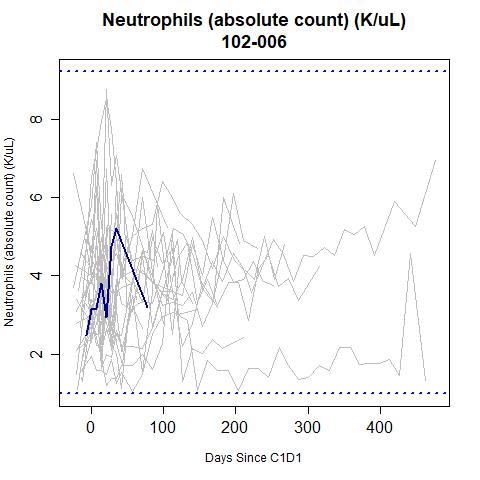 Neutrophils (absolute count) (K/uL)
102-006
Neutrophils (absolute count) (K/uL)
8
6
4
2
0 100 200 300 400
Days Since C1D1